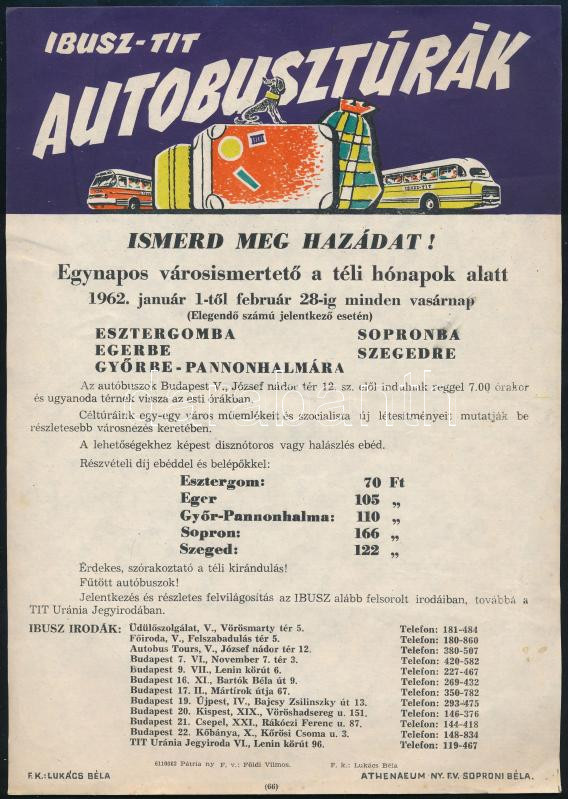 IBUSZ-TIT
AUTOBUSZTÚRÁK
IBUSZ-TIT
ISMERD MEG HAZÁDAT !
Egynapos városismertető a téli hónapok alatt
1962. január 1-től február 28-ig minden vasárnap
(Elegendő számú jelentkező esetén)
ESZTERGOMBA SOPRONBA
EGERBE SZEGEDRE
GYŐRBE - PANNONHALMÁRA
Az autóbuszok Budapest V., József nádor tér 12. sz. elől indulnak reggel 7.00 órakor
és ugyanoda térnek vissza az esti órákban.
Céltúráink egy-egy város műemlékeit és szocialista új létesítményeit mutatják be
részletesebb városnézés keretében.
A lehetőségekhez képest disznótoros vagy halászlés ebéd.
Részvételi díj ebéddel és belépőkkel:
Esztergom: 70 Ft
Eger 105 „
Győr-Pannonhalma: 110 „
Sopron: 166 „
Szeged: 122 „
Érdekes, szórakoztató a téli kirándulás!
Fűtött autóbuszok!
Jelentkezés és részletes felvilágosítás az IBUSZ alább felsorolt irodáiban, továbbá a
TIT Uránia Jegyirodában.
IBUSZ IRODÁK: Üdülőszolgálat, V., Vörösmarty tér 5. Telefon: 181-484
Főiroda, V., Felszabadulás tér 5. Telefon: 180-860
Autobus Tours, V., József nádor tér 12. Telefon: 380-507
Budapest 7. VI., November 7. tér 3. Telefon: 420-582
Budapest 9. VII., Lenin körút 6. Telefon: 227-467
Budapest 16. XI., Bartók Béla út 9. Telefon: 269-432
Budapest 17. II., Mártírok útja 67. Telefon: 350-782
Budapest 19. Újpest, IV., Bajcsy Zsilinszky út 13. Telefon: 293-475
Budapest 20. Kispest, XIX., Vöröshadsereg u. 151. Telefon: 146-376
Budapest 21. Csepel, XXI., Rákóczi Ferenc u. 87. Telefon: 144-418
Budapest 22. Kőbánya, X., Kőrösi Csoma u. 3. Telefon: 148-834
TIT Uránia Jegyiroda VI., Lenin körút 96. Telefon: 119-467
6110662 Pátria ny F. v.: Földi Vilmos. F. k.: Lukács Béla
F. K.: LUKÁCS BÉLA ATHENAEUM NY. F.V. SOPRONI BÉLA.
(66)